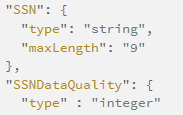 "SSN": {
"type": "string",
"maxLength": "9"
},
"SSNDataQuality": {
"type" : "integer"